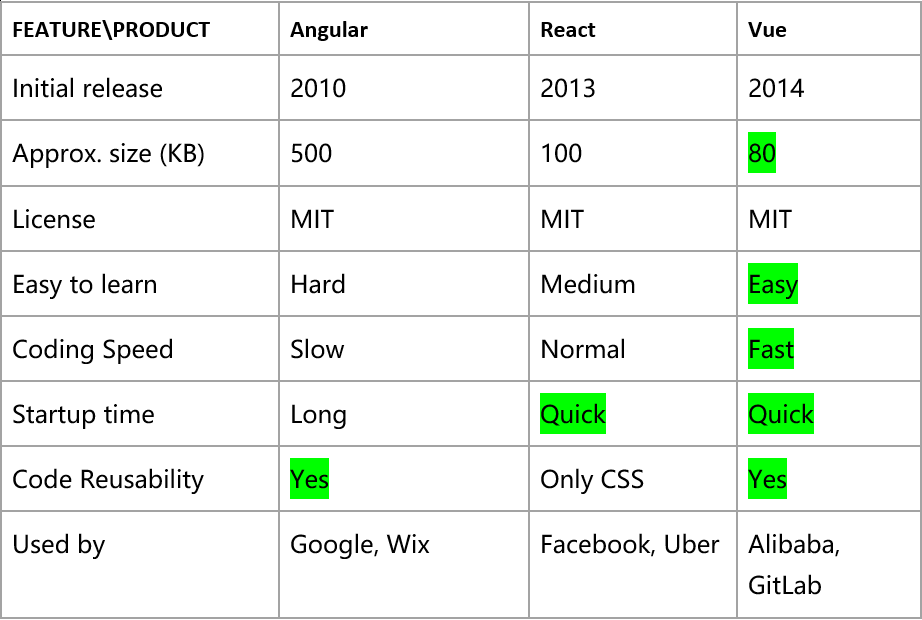 FEATURE\PRODUCT Angular React Vue
Initial release 2010 2013 2014
Approx. size (KB) 500 100 80
License MIT MIT MIT
Easy to learn Hard Medium Easy
Coding Speed Slow Normal Fast
Startup time Long Quick Quick
Code Reusability Yes Only CSS Yes
Used by Google, Wix Facebook, Uber Alibaba,
GitLab